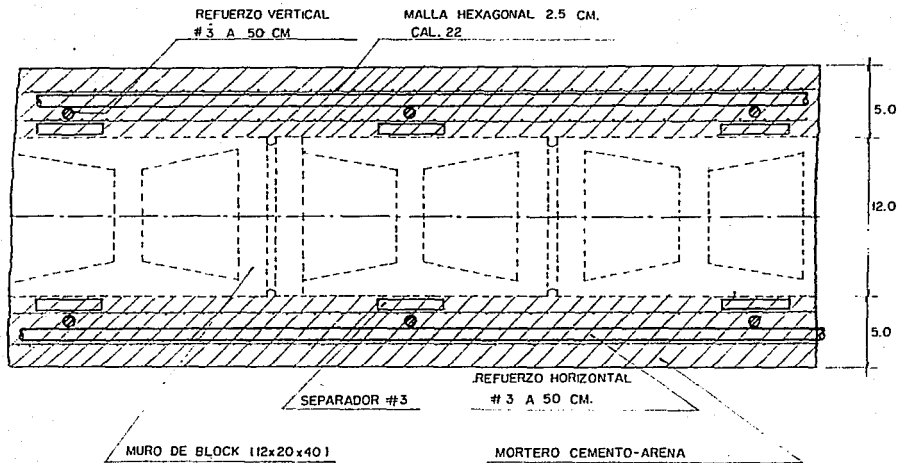 REFUERZO VERTICAL
#3 A 50 CM
MALLA HEXAGONAL 2.5 CM.
CAL. 22
5.0
12.0
5.0
SEPARADOR #3
REFUERZO HORIZONTAL
#3 A 50 CM.
MURO DE BLOCK (12x20x40)
MORTERO CEMENTO-ARENA